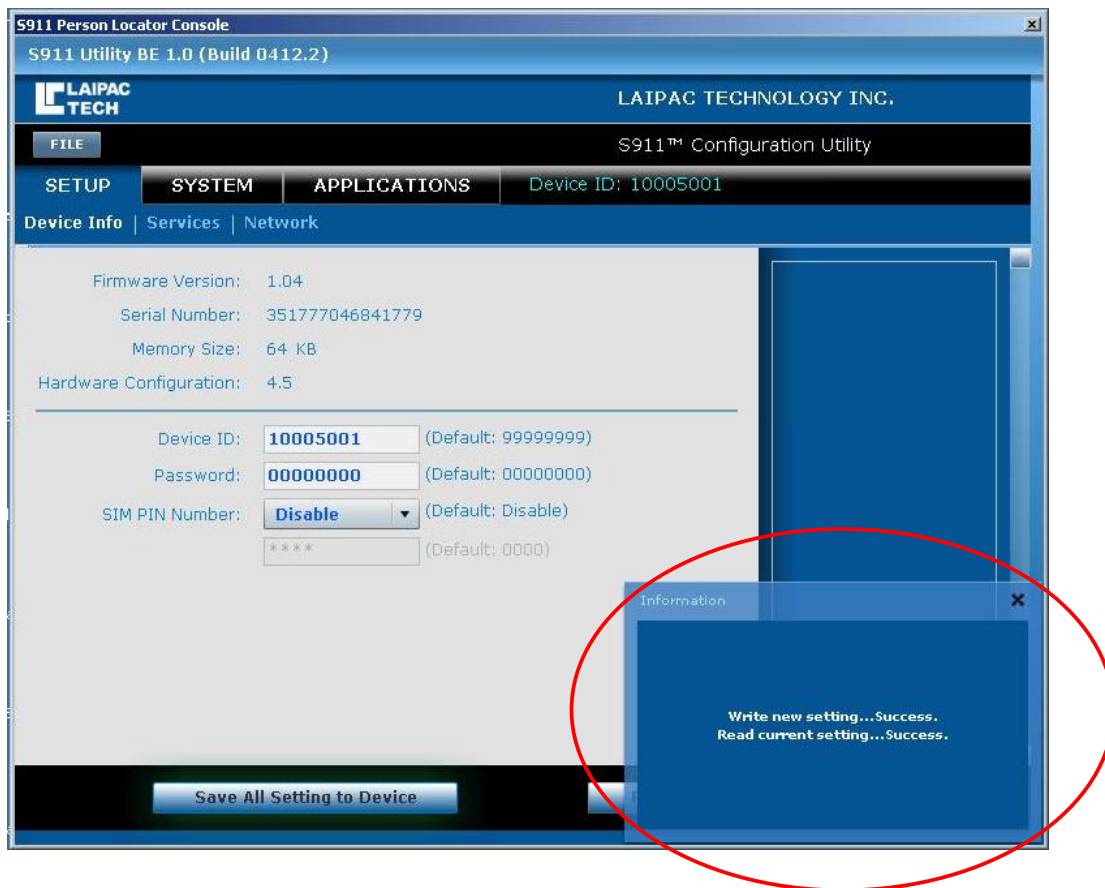 S911 Person Locator Console
S911 Utility BE 1.0 (Build 0412.2)
LAIPAC
TECH
LAIPAC TECHNOLOGY INC.
FILE
S911™ Configuration Utility
SETUP SYSTEM APPLICATIONS Device ID: 10005001
Device Info | Services | Network
Firmware Version: 1.04
Serial Number: 351777046841779
Memory Size: 64 KB
Hardware Configuration: 4.5
Device ID: 10005001 (Default: 99999999)
Password: 00000000 (Default: 00000000)
SIM PIN Number: Disable (Default: Disable)
**** (Default: 0000)
Information
Write new setting...Success.
Read current setting...Success.
Save All Setting to Device